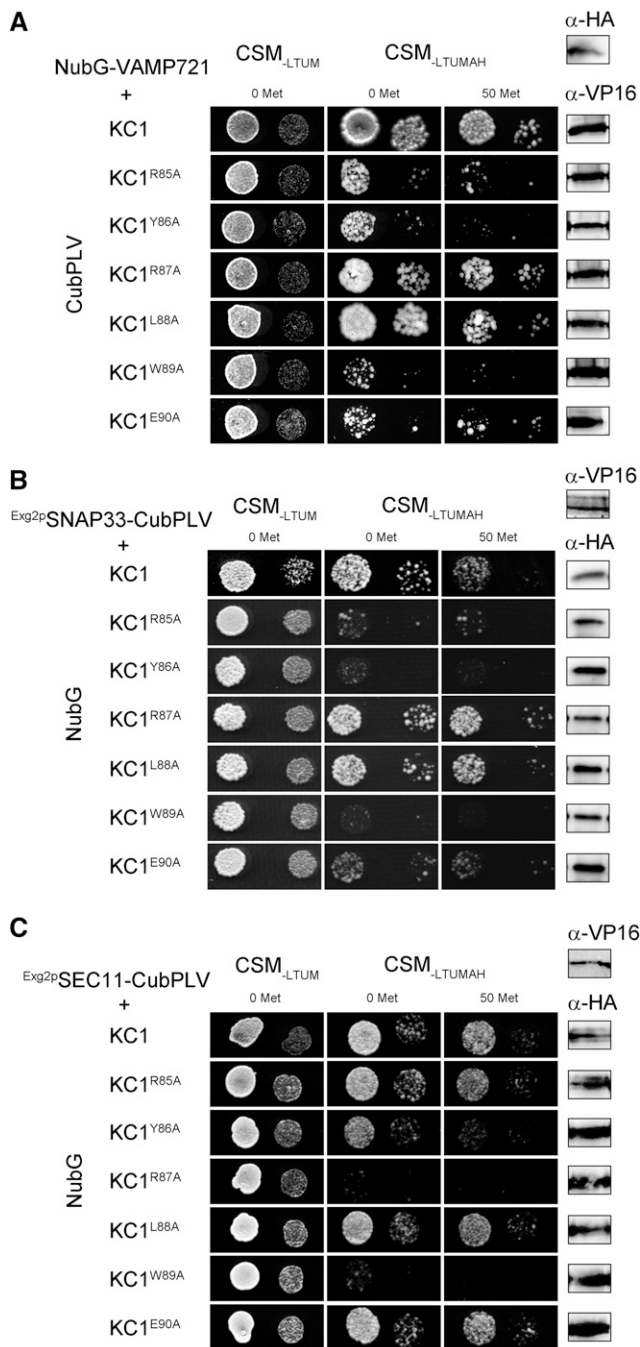 A
α-HA
NubG-VAMP721
CSM-LTUM
CSM-LTUMAH
+
0 Met
0 Met
50 Met
α-VP16
KC1
KC1R85A
KC1Y86A
KC1R87A
KC1L88A
KC1W89A
KC1E90A
CubPLV
B
α-VP16
Exg2pSNAP33-CubPLV
CSM-LTUM
CSM-LTUMAH
+
0 Met
0 Met
50 Met
α-HA
KC1
KC1R85A
KC1Y86A
KC1R87A
KC1L88A
KC1W89A
KC1E90A
NubG
C
α-VP16
Exg2pSEC11-CubPLV
CSM-LTUM
CSM-LTUMAH
+
0 Met
0 Met
50 Met
α-HA
KC1
KC1R85A
KC1Y86A
KC1R87A
KC1L88A
KC1W89A
KC1E90A
NubG